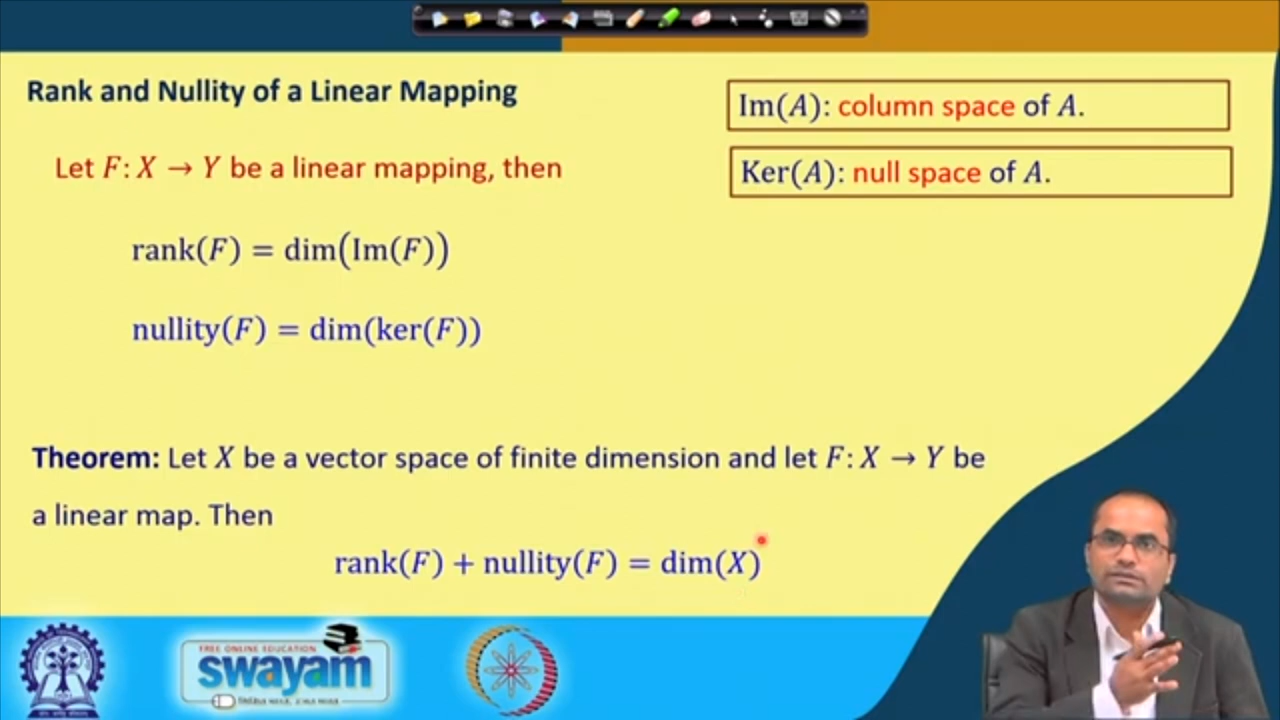 Rank and Nullity of a Linear Mapping
Im(A): column space of A.
Let F: X → Y be a linear mapping, then
Ker(A): null space of A.
rank(F) = dim(Im(F))
nullity(F) = dim(ker(F))
Theorem: Let X be a vector space of finite dimension and let F: X → Y be
a linear map. Then
rank(F) + nullity(F) = dim(X)
FREE ONLINE EDUCATION
swayam